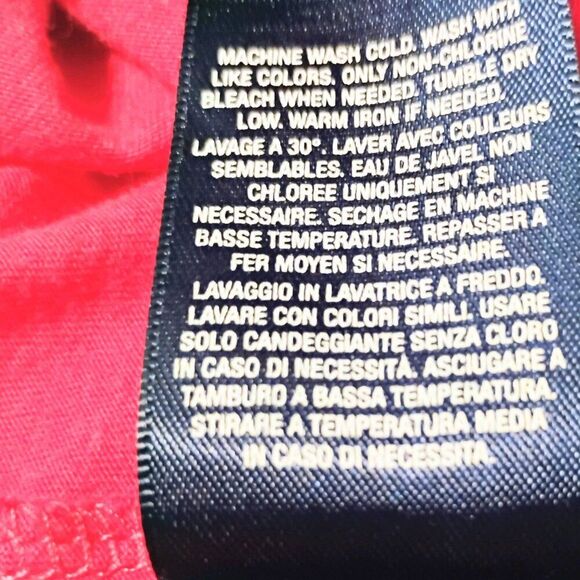 MACHINE WASH COLD. WASH WITH
LIKE COLORS. ONLY NON-CHLORINE
BLEACH WHEN NEEDED. TUMBLE DRY
LOW. WARM IRON IF NEEDED.
LAVAGE A 30°. LAVER AVEC COULEURS
SEMBLABLES. EAU DE JAVEL NON
CHLOREE UNIQUEMENT SI
NECESSAIRE. SECHAGE EN MACHINE
BASSE TEMPERATURE. REPASSER A
FER MOYEN SI NECESSAIRE.
LAVAGGIO IN LAVATRICE A FREDDO.
LAVARE CON COLORI SIMILI. USARE
SOLO CANDEGGIANTE SENZA CLORO
IN CASO DI NECESSITÀ. ASCIUGARE A
TAMBURO A BASSA TEMPERATURA.
STIRARE A TEMPERATURA MEDIA
IN CASO DI NECESSITA.